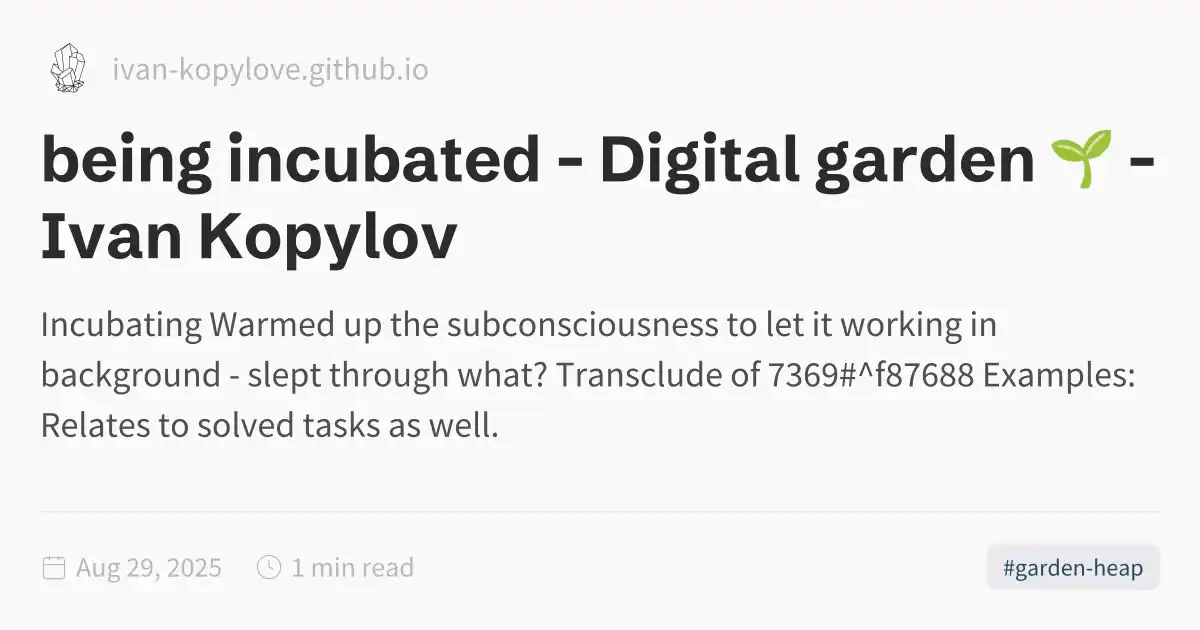 ivan-kopylove.github.io
being incubated - Digital garden 🌱 -
Ivan Kopylov
Incubating Warmed up the subconsciousness to let it working in
background - slept through what? Transclude of 7369#^f87688 Examples:
Relates to solved tasks as well.
Aug 29, 2025 1 min read #garden-heap